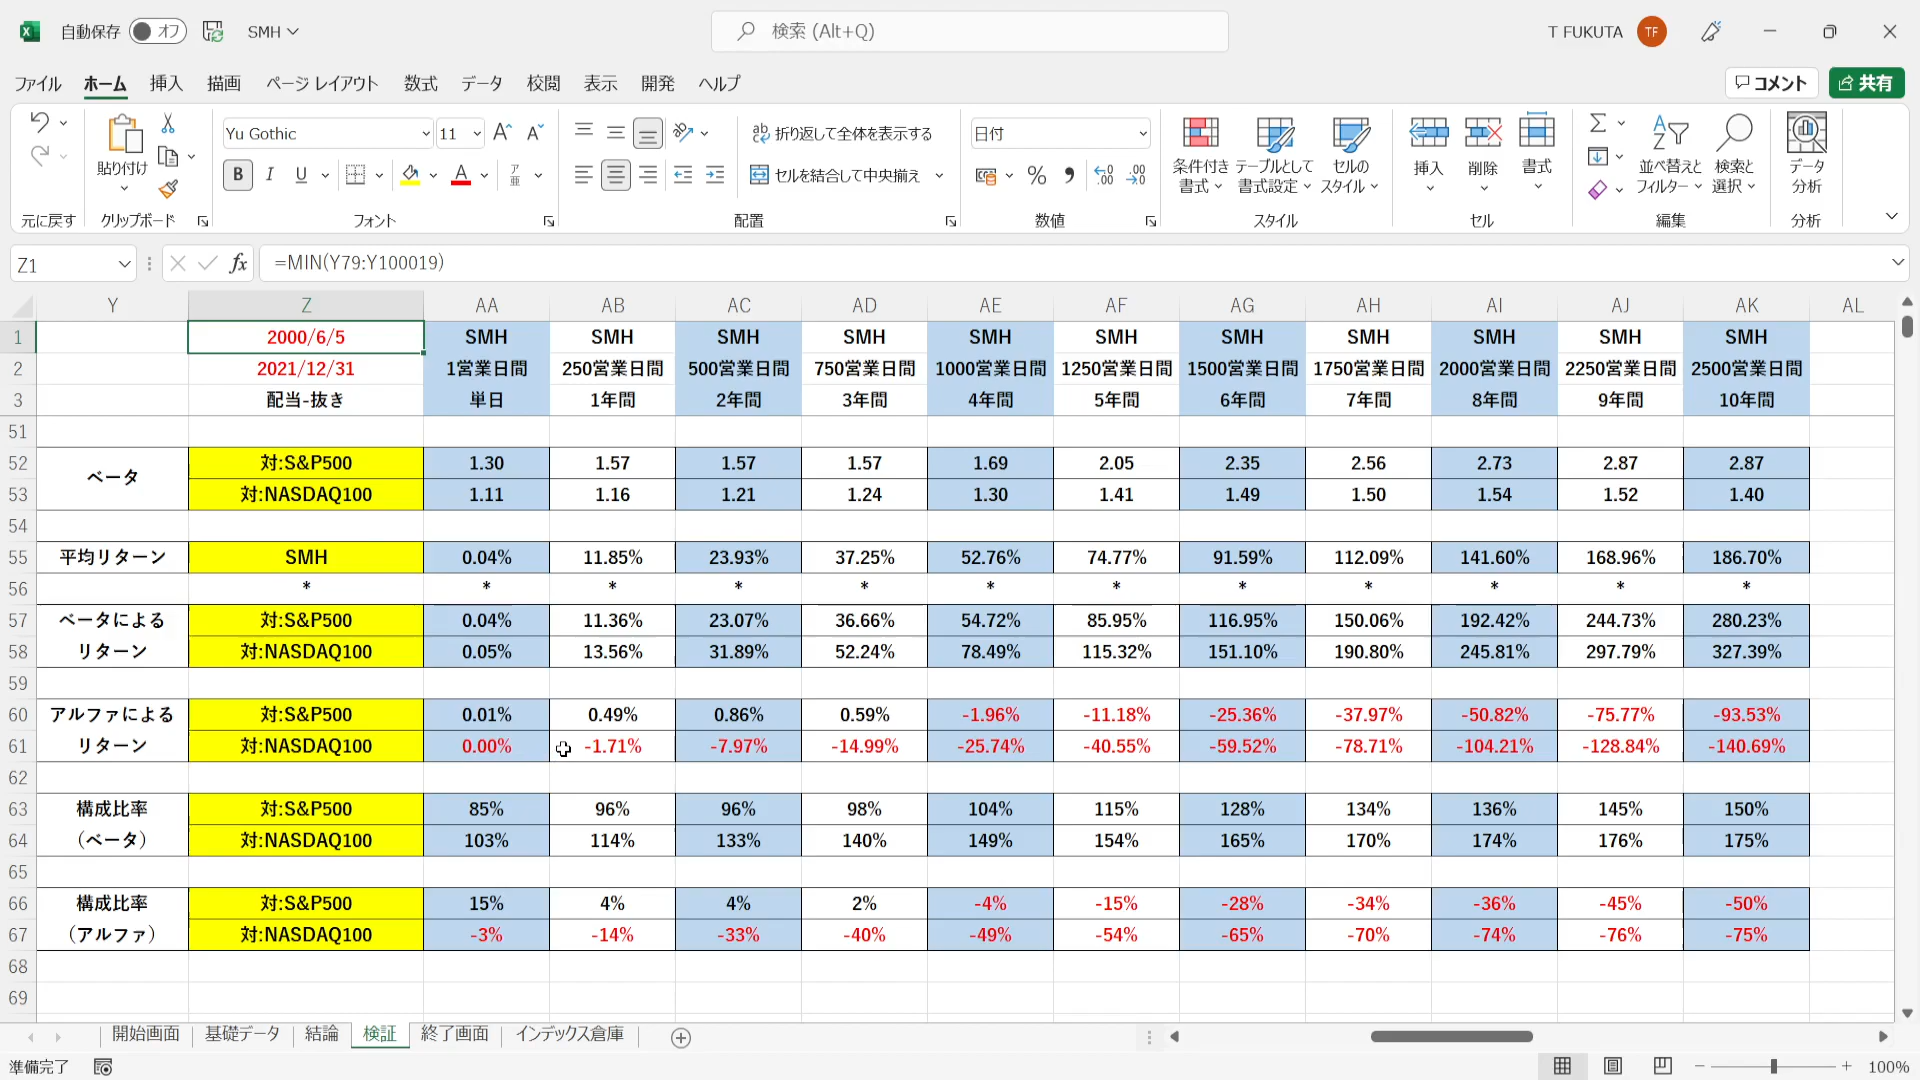 自動保存 オフ SMH 検索 (Alt+Q) T FUKUTA TF
ファイル ホーム 挿入 描画 ページ レイアウト 数式 データ 校閲 表示 開発 ヘルプ コメント 共有
貼り付け Yu Gothic 11 折り返して全体を表示する 日付 条件付き テーブルとして セルの 挿入 削除 書式 並べ替えと 検索と データ
B I U A セルを結合して中央揃え % 書式 書式設定 スタイル フィルター 選択 分析
元に戻す クリップボード フォント 配置 数値 スタイル セル 編集 分析
Z1 fx =MIN(Y79:Y100019)
Y Z AA AB AC AD AE AF AG AH AI AJ AK AL
1 2000/6/5 SMH SMH SMH SMH SMH SMH SMH SMH SMH SMH SMH
2 2021/12/31 1営業日間 250営業日間 500営業日間 750営業日間 1000営業日間 1250営業日間 1500営業日間 1750営業日間 2000営業日間 2250営業日間 2500営業日間
3 配当-抜き 単日 1年間 2年間 3年間 4年間 5年間 6年間 7年間 8年間 9年間 10年間
51
52 ベータ 対:S&P500 1.30 1.57 1.57 1.57 1.69 2.05 2.35 2.56 2.73 2.87 2.87
53 対:NASDAQ100 1.11 1.16 1.21 1.24 1.30 1.41 1.49 1.50 1.54 1.52 1.40
54
55 平均リターン SMH 0.04% 11.85% 23.93% 37.25% 52.76% 74.77% 91.59% 112.09% 141.60% 168.96% 186.70%
56 * * * * * * * * * * * *
57 ベータによる 対:S&P500 0.04% 11.36% 23.07% 36.66% 54.72% 85.95% 116.95% 150.06% 192.42% 244.73% 280.23%
58 リターン 対:NASDAQ100 0.05% 13.56% 31.89% 52.24% 78.49% 115.32% 151.10% 190.80% 245.81% 297.79% 327.39%
59
60 アルファによる 対:S&P500 0.01% 0.49% 0.86% 0.59% -1.96% -11.18% -25.36% -37.97% -50.82% -75.77% -93.53%
61 リターン 対:NASDAQ100 0.00% -1.71% -7.97% -14.99% -25.74% -40.55% -59.52% -78.71% -104.21% -128.84% -140.69%
62
63 構成比率 対:S&P500 85% 96% 96% 98% 104% 115% 128% 134% 136% 145% 150%
64 (ベータ) 対:NASDAQ100 103% 114% 133% 140% 149% 154% 165% 170% 174% 176% 175%
65
66 構成比率 対:S&P500 15% 4% 4% 2% -4% -15% -28% -34% -36% -45% -50%
67 (アルファ) 対:NASDAQ100 -3% -14% -33% -40% -49% -54% -65% -70% -74% -76% -75%
68
69
開始画面 基礎データ 結論 検証 終了画面 インデックス倉庫
準備完了 100%